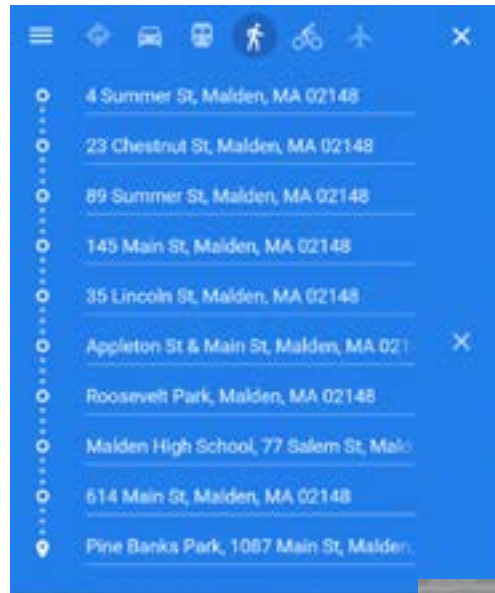 4 Summer St, Malden, MA 02148
23 Chestnut St, Malden, MA 02148
89 Summer St, Malden, MA 02148
145 Main St, Malden, MA 02148
35 Lincoln St, Malden, MA 02148
Appleton St & Main St, Malden, MA 021
Roosevelt Park, Malden, MA 02148
Malden High School, 77 Salem St, Mald
614 Main St, Malden, MA 02148
Pine Banks Park, 1087 Main St, Malden,